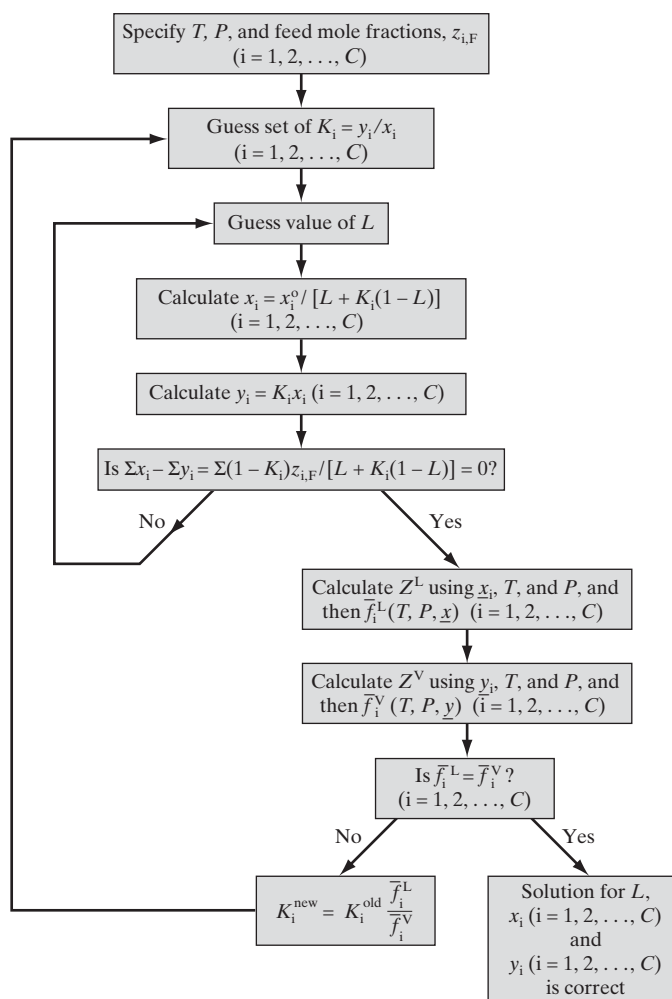 Specify T, P, and feed mole fractions, z_{i,F}
(i = 1, 2, . . ., C)
Guess set of K_i = y_i/x_i
(i = 1, 2, . . ., C)
Guess value of L
Calculate x_i = x_i^o / [L + K_i(1 – L)]
(i = 1, 2, . . ., C)
Calculate y_i = K_i x_i (i = 1, 2, . . ., C)
Is Σx_i – Σy_i = Σ(1 – K_i)z_{i,F}/[L + K_i(1 – L)] = 0?
No
Yes
Calculate Z^L using x̲_i, T, and P, and
then f̅_i^L(T, P, x̲) (i = 1, 2, . . ., C)
Calculate Z^V using y̲_i, T, and P, and
then f̅_i^V (T, P, y̲) (i = 1, 2, . . ., C)
Is f̅_i^L = f̅_i^V ?
(i = 1, 2, . . ., C)
No
Yes
K_i^new = K_i^old f̅_i^L / f̅_i^V
Solution for L,
x_i (i = 1, 2, . . ., C)
and
y_i (i = 1, 2, . . ., C)
is correct